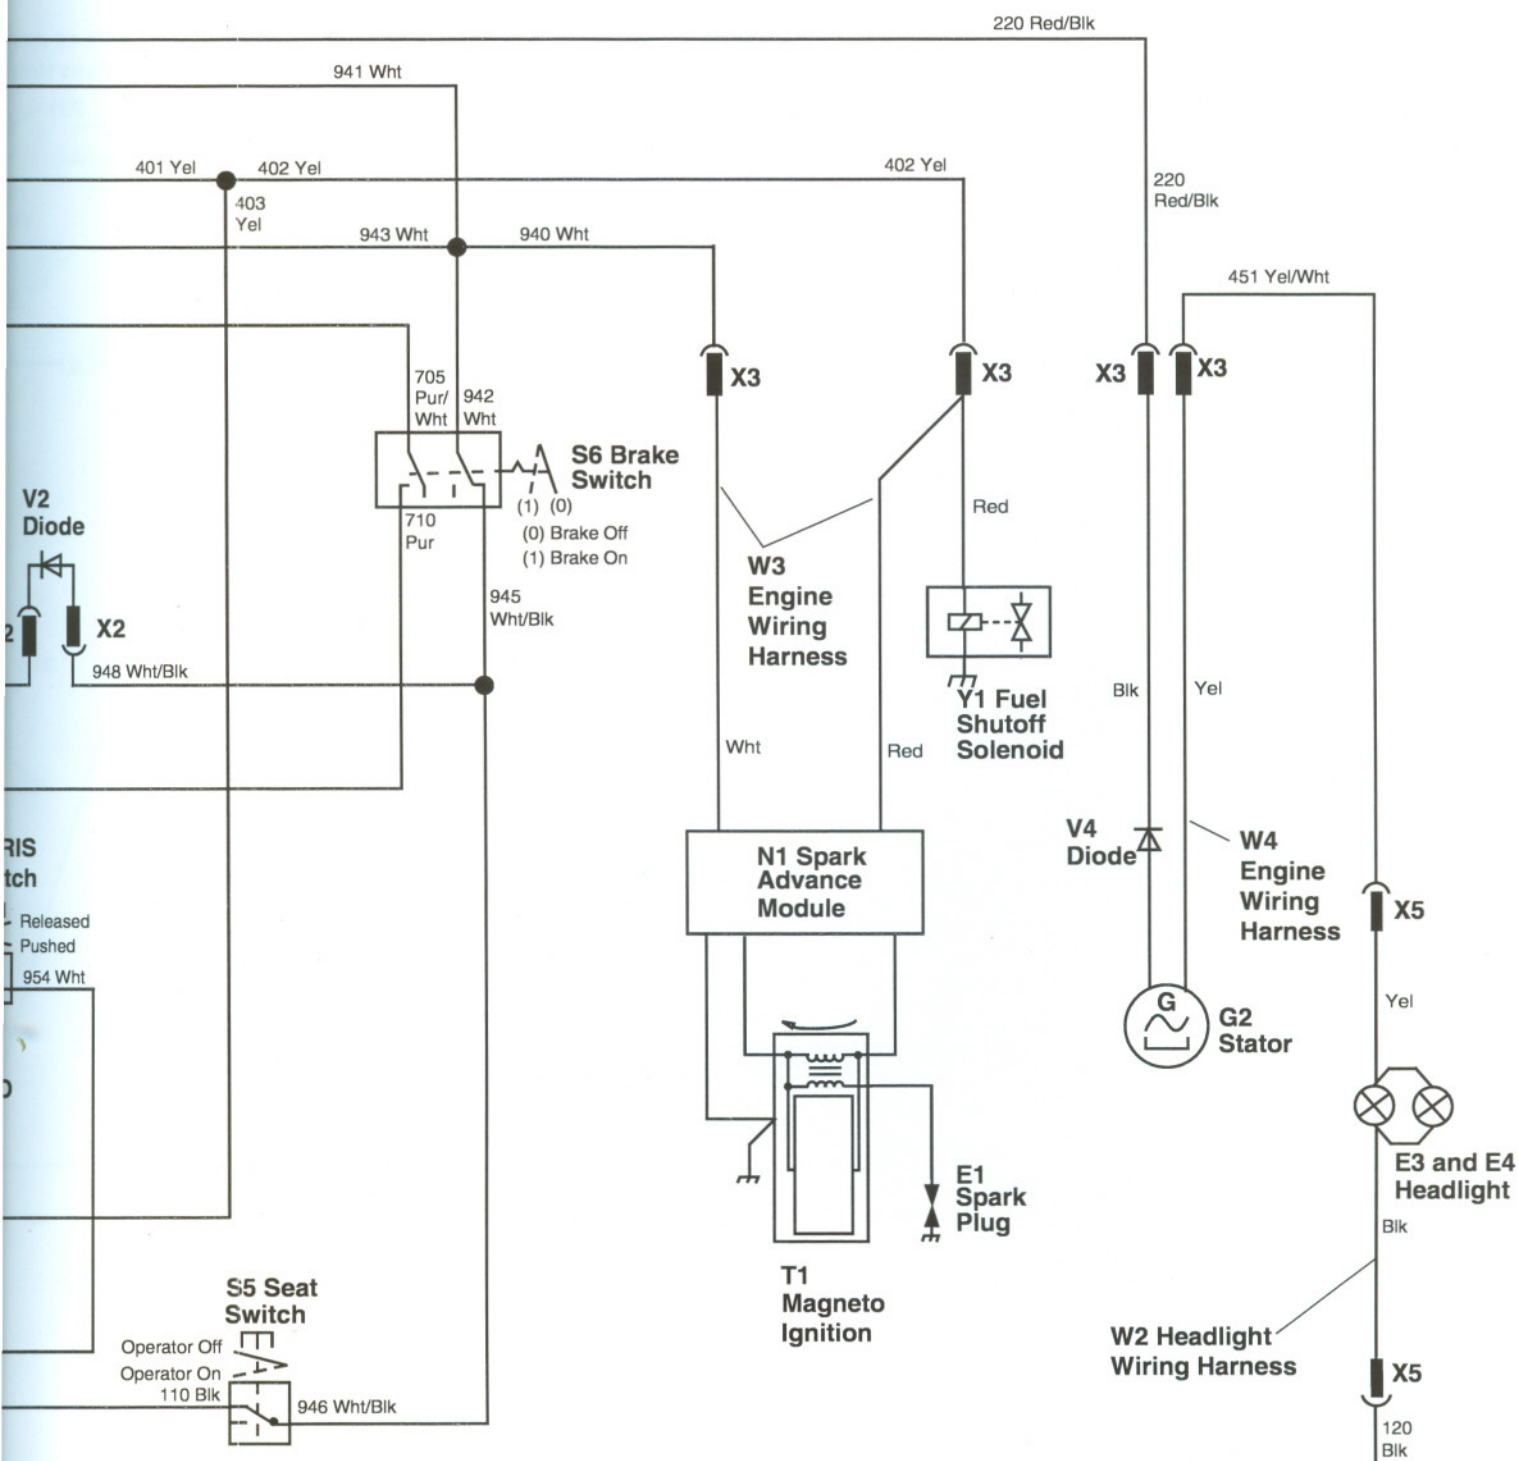 220 Red/Blk
941 Wht
401 Yel
402 Yel
402 Yel
403
Yel
220
Red/Blk
943 Wht
940 Wht
451 Yel/Wht
X3
X3
X3
X3
705
Pur/
Wht
942
Wht
S6 Brake
Switch
(1) (0)
(0) Brake Off
(1) Brake On
710
Pur
V2
Diode
Red
W3
Engine
Wiring
Harness
945
Wht/Blk
2
X2
948 Wht/Blk
Y1 Fuel
Shutoff
Solenoid
Blk
Yel
Wht
Red
V4
Diode
W4
Engine
Wiring
Harness
RIS
tch
Released
Pushed
954 Wht
N1 Spark
Advance
Module
X5
Yel
G
G2
Stator
E3 and E4
Headlight
E1
Spark
Plug
Blk
T1
Magneto
Ignition
S5 Seat
Switch
Operator Off
Operator On
110 Blk
946 Wht/Blk
W2 Headlight
Wiring Harness
X5
120
Blk